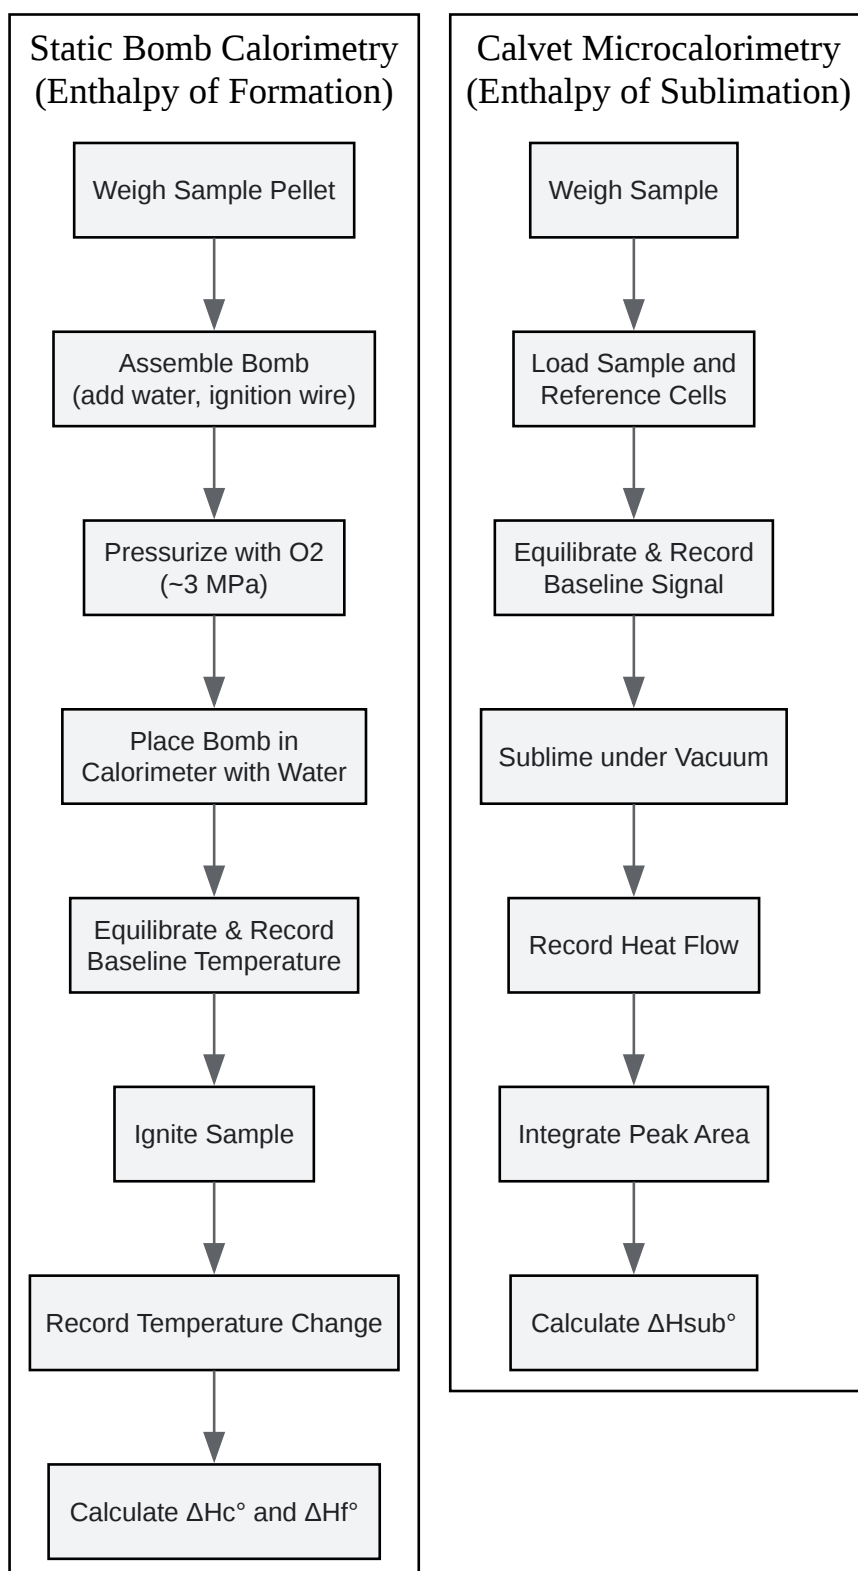 Static Bomb Calorimetry
(Enthalpy of Formation)
Weigh Sample Pellet
Assemble Bomb
(add water, ignition wire)
Pressurize with O2
(~3 MPa)
Place Bomb in
Calorimeter with Water
Equilibrate & Record
Baseline Temperature
Ignite Sample
Record Temperature Change
Calculate ΔHc° and ΔHf°
Calvet Microcalorimetry
(Enthalpy of Sublimation)
Weigh Sample
Load Sample and
Reference Cells
Equilibrate & Record
Baseline Signal
Sublime under Vacuum
Record Heat Flow
Integrate Peak Area
Calculate ΔHsub°